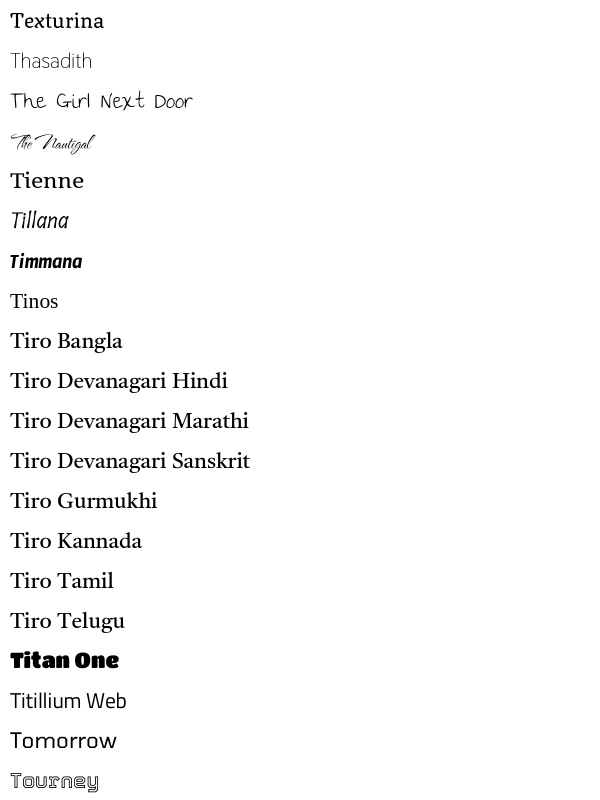 Texturina
Thasadith
The Girl Next Door
The Nautigal
Tienne
Tillana
Timmana
Tinos
Tiro Bangla
Tiro Devanagari Hindi
Tiro Devanagari Marathi
Tiro Devanagari Sanskrit
Tiro Gurmukhi
Tiro Kannada
Tiro Tamil
Tiro Telugu
Titan One
Titillium Web
Tomorrow
Tourney